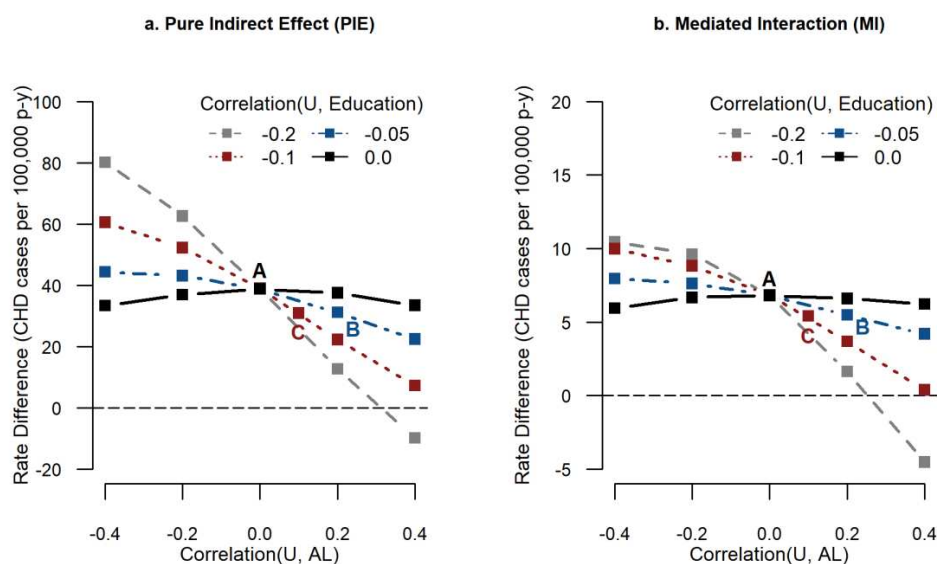 a. Pure Indirect Effect (PIE)
Rate Difference (CHD cases per 100,000 p-y)
100
80
60
40
20
0
-20
Correlation(U, Education)
-0.2 -0.05
-0.1 0.0
A
B
C
-0.4 -0.2 0.0 0.2 0.4
Correlation(U, AL)
b. Mediated Interaction (MI)
Rate Difference (CHD cases per 100,000 p-y)
20
15
10
5
0
-5
Correlation(U, Education)
-0.2 -0.05
-0.1 0.0
A
B
C
-0.4 -0.2 0.0 0.2 0.4
Correlation(U, AL)